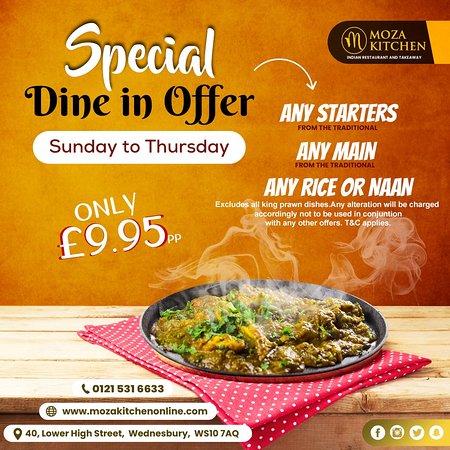 MOZA
KITCHEN
INDIAN RESTAURANT AND TAKEAWAY
Special
Dine in Offer
Sunday to Thursday
ANY STARTERS
FROM THE TRADITIONAL
ANY MAIN
FROM THE TRADITIONAL
ANY RICE OR NAAN
Excludes all king prawn dishes.Any alteration will be charged
accordingly not to be used in conjuntion
with any other offers. T&C applies.
ONLY
£9.95 PP
0121 531 6633
www.mozakitchenonline.com
40, Lower High Street, Wednesbury, WS10 7AQ